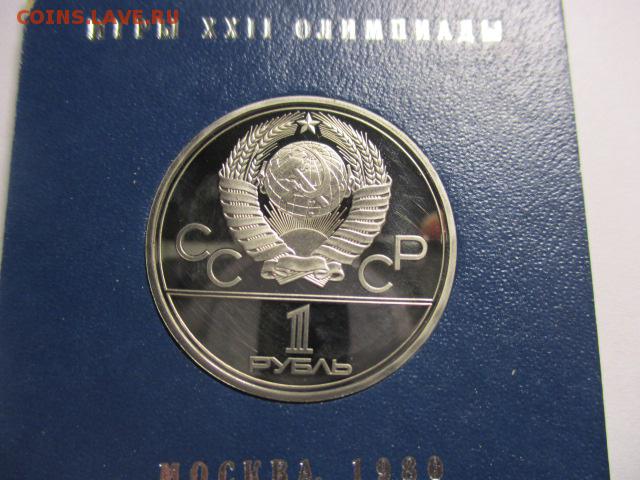 COINS.LAVE.RU
ИГРЫ XXII ОЛИМПИАДЫ
СССР
1
РУБЛЬ
МОСКВА, 1980